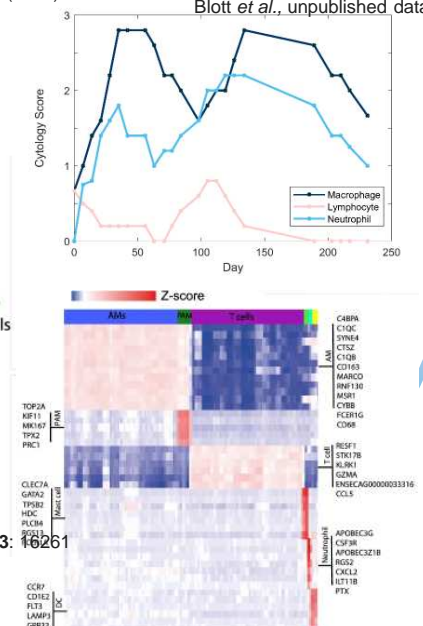 Blott et al., unpublished data
3
2
1
0
Cytology Score
0
50
100
150
200
250
Day
Macrophage
Lymphocyte
Neutrophil
Z-score
AMs
PAM
T cells
ls
C4BPA
C1QC
SYNE4
CTSZ
C1QB
CD163
MARCO
RNF130
MSR1
CYBB
FCER1G
CD68
AM
TOP2A
KIF11
MKI67
TPX2
PRC1
PAM
RESF1
STK17B
KLRK1
GZMA
ENSECAG00000033316
CCL5
T cell
CLEC7A
GATA2
TPSB2
HDC
PLCB4
RGS13
Mast cell
3: 16261
APOBEC3G
CSF3R
APOBEC3Z1B
RGS2
CXCL2
ILT11B
PTX
Neutrophil
CCR7
CD1E2
FLT3
LAMP3
DC